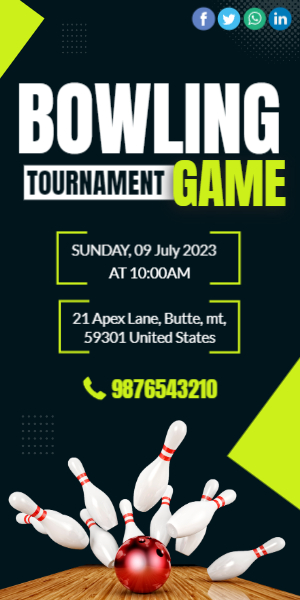 BOWLING
TOURNAMENT GAME
SUNDAY, 09 July 2023
AT 10:00AM
21 Apex Lane, Butte, mt,
59301 United States
9876543210